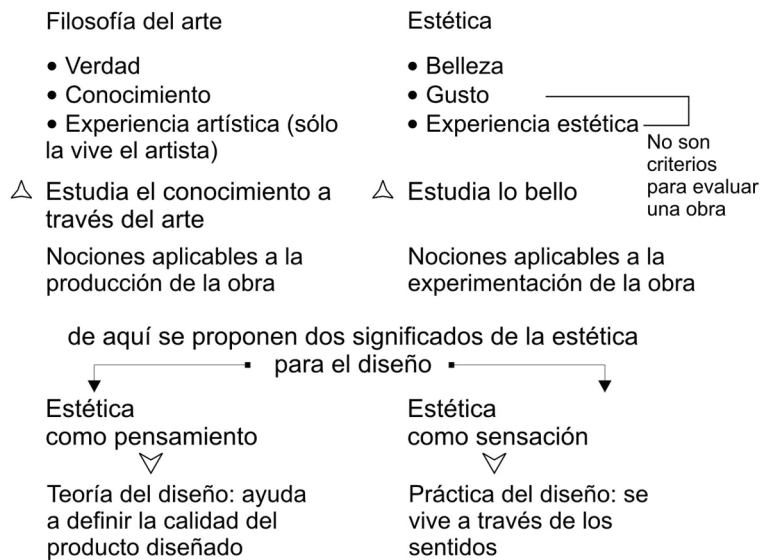 Filosofía del arte
• Verdad
• Conocimiento
• Experiencia artística (sólo
la vive el artista)
Estudia el conocimiento a
través del arte
Nociones aplicables a la
producción de la obra
Estética
• Belleza
• Gusto
• Experiencia estética
No son
criterios
para evaluar
una obra
Estudia lo bello
Nociones aplicables a la
experimentación de la obra
de aquí se proponen dos significados de la estética
para el diseño
Estética
como pensamiento
Teoría del diseño: ayuda
a definir la calidad del
producto diseñado
Estética
como sensación
Práctica del diseño: se
vive a través de los
sentidos